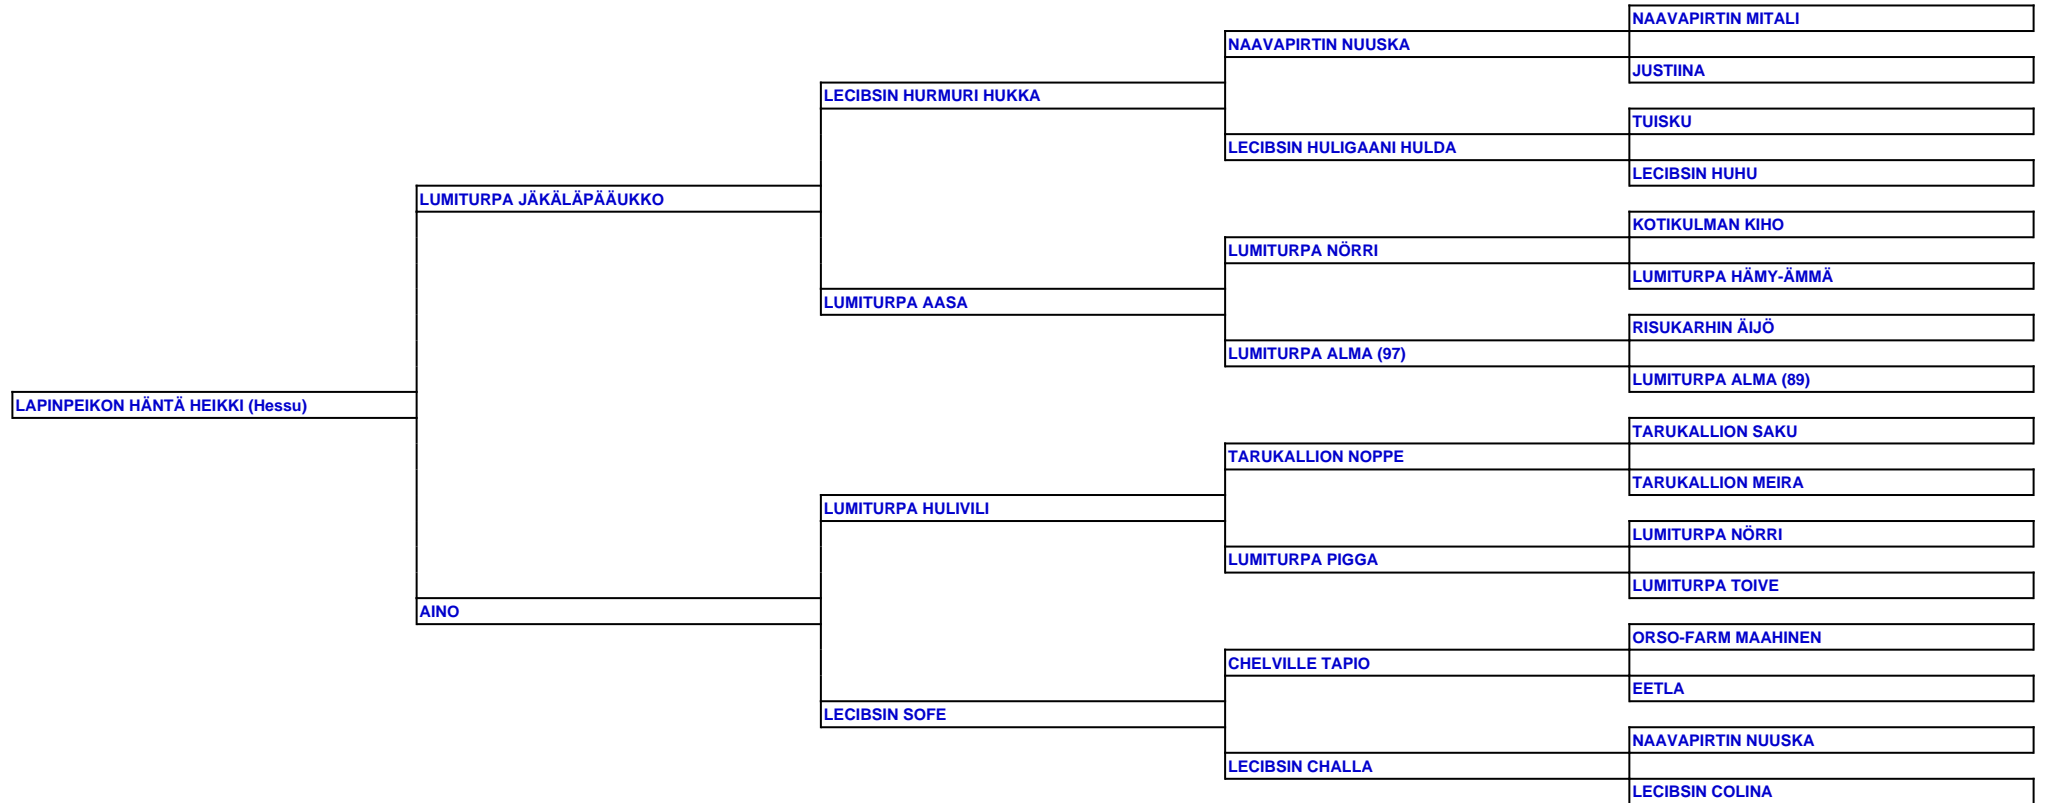 NAAVAPIRTIN MITALI
NAAVAPIRTIN NUUSKA
JUSTIINA
LECIBSIN HURMURI HUKKA
TUISKU
LECIBSIN HULIGAANI HULDA
LECIBSIN HUHU
LUMITURPA JÄKÄLÄPÄÄUKKO
KOTIKULMAN KIHO
LUMITURPA NÖRRI
LUMITURPA HÄMY-ÄMMÄ
LUMITURPA AASA
RISUKARHIN ÄIJÖ
LUMITURPA ALMA (97)
LUMITURPA ALMA (89)
LAPINPEIKON HÄNTÄ HEIKKI (Hessu)
TARUKALLION SAKU
TARUKALLION NOPPE
TARUKALLION MEIRA
LUMITURPA HULIVILI
LUMITURPA NÖRRI
LUMITURPA PIGGA
LUMITURPA TOIVE
AINO
ORSO-FARM MAAHINEN
CHELVILLE TAPIO
EETLA
LECIBSIN SOFE
NAAVAPIRTIN NUUSKA
LECIBSIN CHALLA
LECIBSIN COLINA